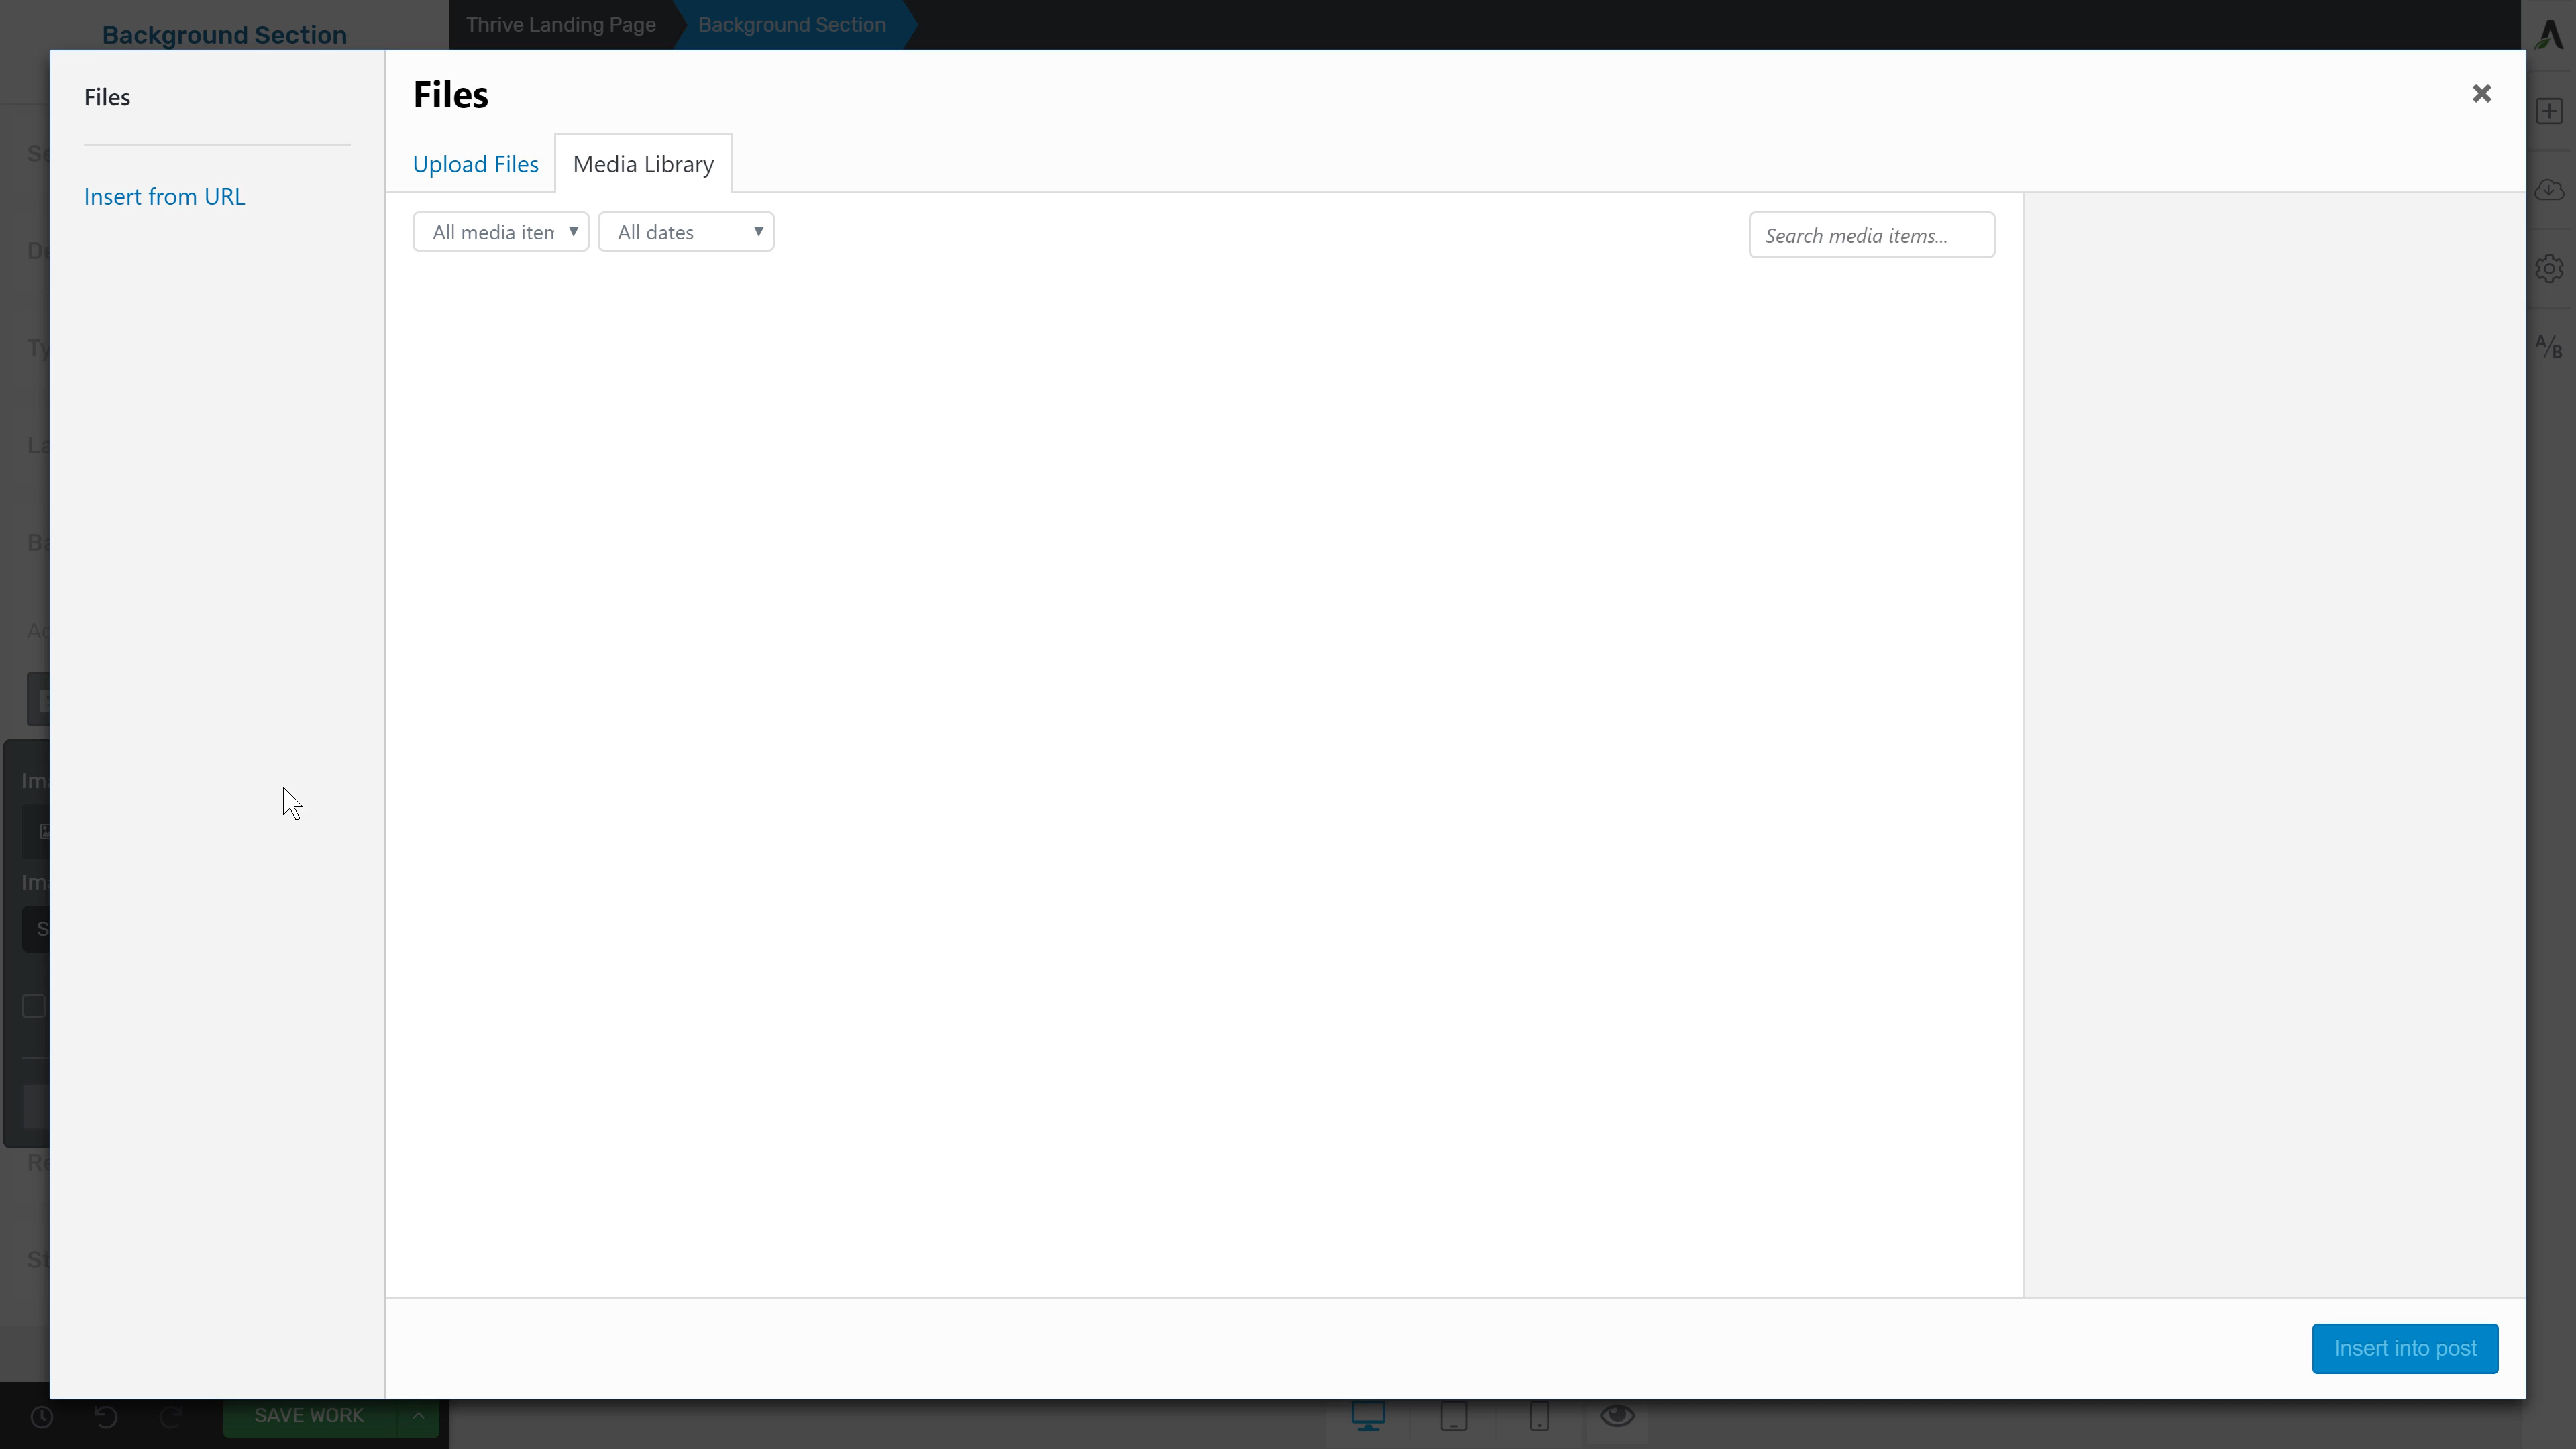 Background Section
Thrive Landing Page
Background Section
Files
Insert from URL
Files
Upload Files
Media Library
All media iten
All dates
Search media items...
A/B
Insert into post
SAVE WORK